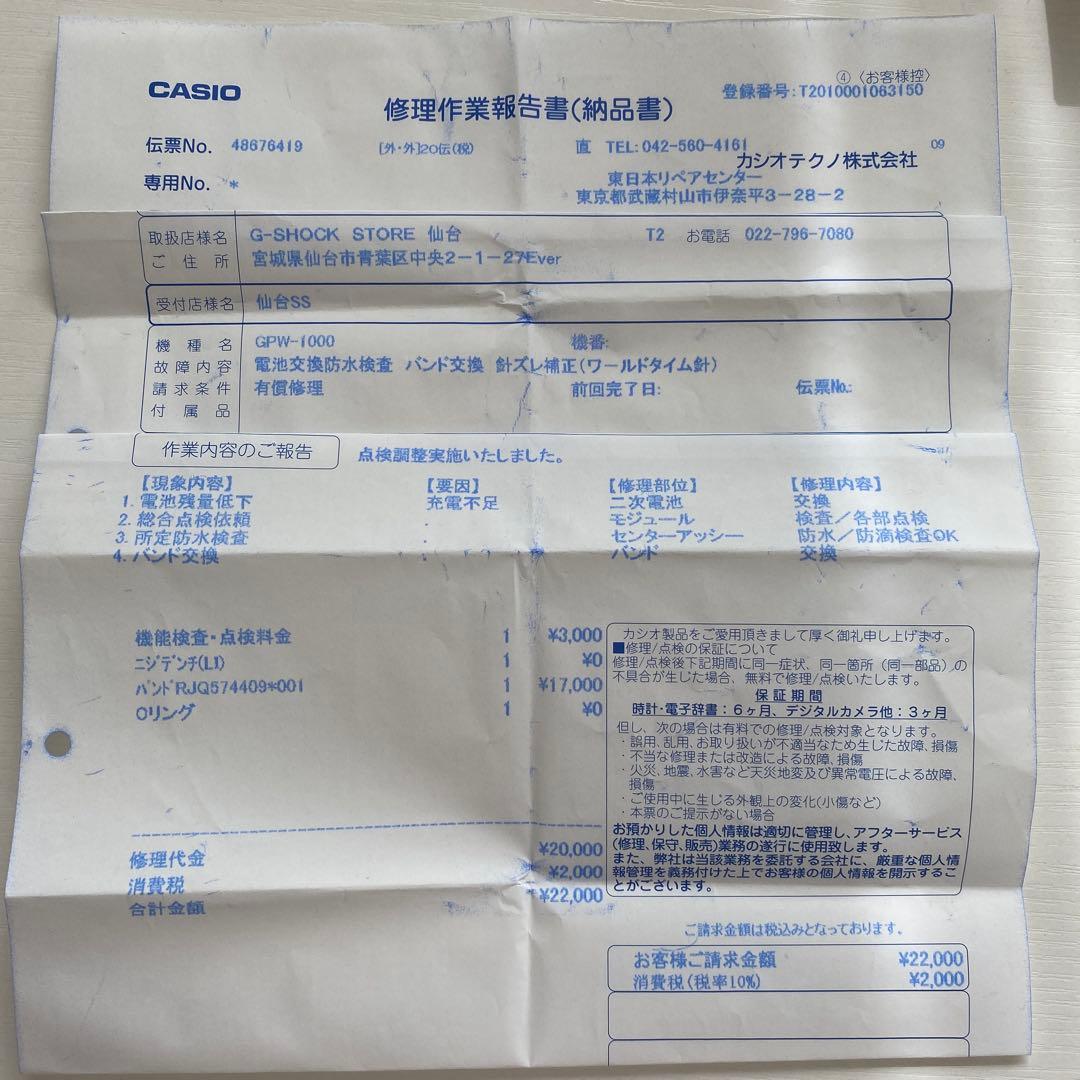 ④〈お客様控〉
CASIO
登録番号:T2010001063150
修理作業報告書(納品書)
伝票No. 48676419 [外・外]20伝(税) 直 TEL:042-560-4161 09
カシオテクノ株式会社
専用No. * 東日本リペアセンター
東京都武蔵村山市伊奈平3-28-2
取扱店様名 G-SHOCK STORE 仙台 T2 お電話 022-796-7080
ご住所 宮城県仙台市青葉区中央2-1-27Ever
受付店様名 仙台SS
機種名 GPW-1000 機番:
故障内容 電池交換防水検査 バンド交換 針ズレ補正(ワールドタイム針)
請求条件 有償修理 前回完了日: 伝票No.:
付属品
作業内容のご報告 点検調整実施いたしました。
【現象内容】 【要因】 【修理部位】 【修理内容】
1. 電池残量低下 充電不足 二次電池 交換
2. 総合点検依頼 : モジュール 検査/各部点検
3. 所定防水検査 : センターアッシー 防水/防滴検査OK
4. バンド交換 : バンド 交換
機能検査・点検料金 1 ¥3,000
ニジデンチ(LI) 1 ¥0
バンドRJQ574409*001 1 ¥17,000
Oリング 1 ¥0
修理代金 ¥20,000
消費税 ¥2,000
合計金額 ¥22,000
カシオ製品をご愛用頂きまして厚く御礼申し上げます。
■修理/点検の保証について
修理/点検後下記期間に同一症状、同一箇所(同一部品)の
不具合が生じた場合、無料で修理/点検いたします。
保証期間
時計・電子辞書:6ヶ月、デジタルカメラ他:3ヶ月
但し、次の場合は有料での修理/点検対象となります。
・誤用、乱用、お取り扱いが不適当なため生じた故障、損傷
・不当な修理または改造による故障、損傷
・火災、地震、水害など天災地変及び異常電圧による故障、
損傷
・ご使用中に生じる外観上の変化(小傷など)
・本票のご提示がない場合
お預かりした個人情報は適切に管理し、アフターサービス
(修理、保守、販売)業務の遂行に使用致します。
また、弊社は当該業務を委託する会社に、厳重な個人情
報管理を義務付けた上でお客様の個人情報を開示するこ
とがございます。
ご請求金額は税込みとなっております。
お客様ご請求金額 ¥22,000
消費税(税率10%) ¥2,000